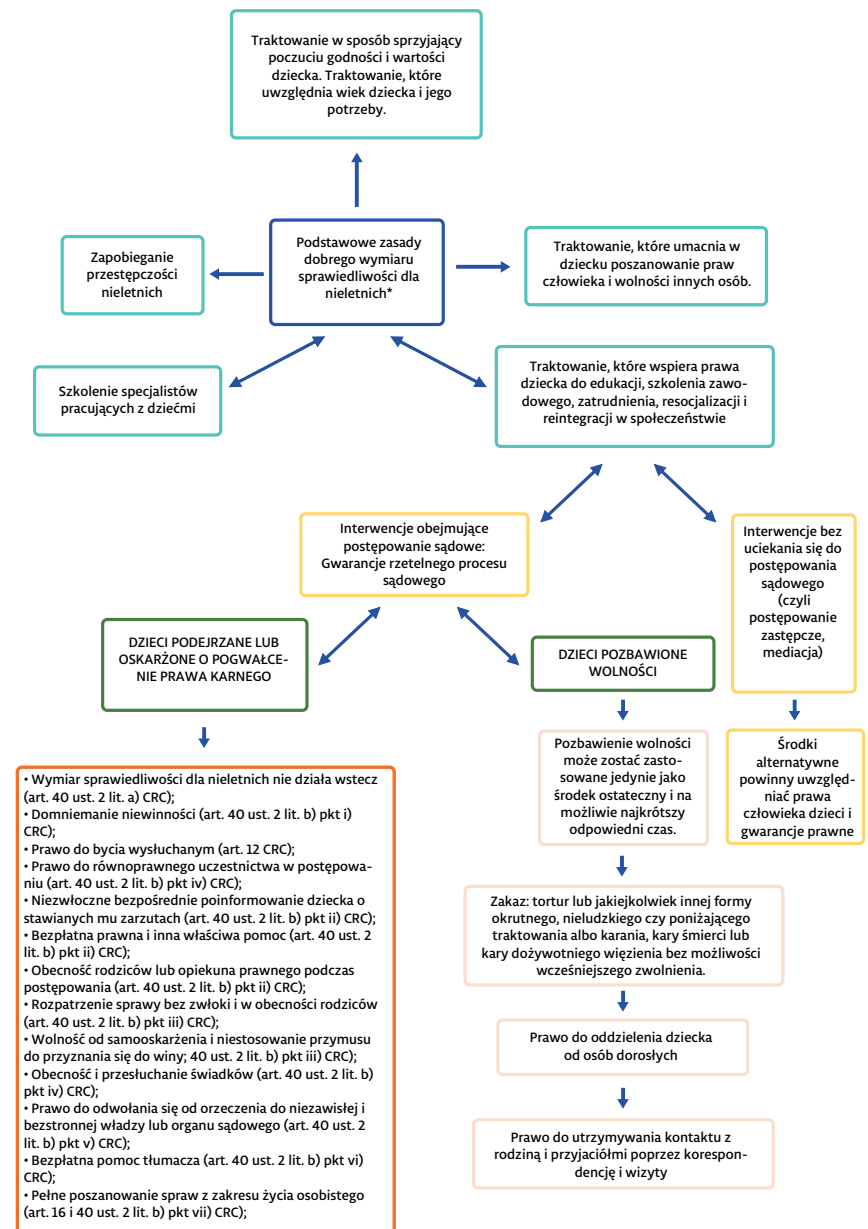 Traktowanie w sposób sprzyjający
poczuciu godności i wartości
dziecka. Traktowanie, które
uwzględnia wiek dziecka i jego
potrzeby.
Zapobieganie
przestępczości
nieletnich
Podstawowe zasady
dobrego wymiaru
sprawiedliwości dla
nieletnich*
Traktowanie, które umacnia w
dziecku poszanowanie praw
człowieka i wolności innych osób.
Szkolenie specjalistów
pracujących z dziećmi
Traktowanie, które wspiera prawa
dziecka do edukacji, szkolenia zawo-
dowego, zatrudnienia, resocjalizacji i
reintegracji w społeczeństwie
Interwencje obejmujące
postępowanie sądowe:
Gwarancje rzetelnego procesu
sądowego
Interwencje bez
uciekania się do
postępowania
sądowego
(czyli
postępowanie
zastępcze,
mediacja)
DZIECI PODEJRZANE LUB
OSKARŻONE O POGWAŁCE-
NIE PRAWA KARNEGO
DZIECI POZBAWIONE
WOLNOŚCI
Pozbawienie wolności
może zostać zasto-
sowane jedynie jako
środek ostateczny i na
możliwie najkrótszy
odpowiedni czas.
Środki
alternatywne
powinny uwzględ-
niać prawa
człowieka dzieci i
gwarancje prawne
• Wymiar sprawiedliwości dla nieletnich nie działa wstecz
(art. 40 ust. 2 lit. a) CRC);
• Domniemanie niewinności (art. 40 ust. 2 lit. b) pkt i)
CRC);
• Prawo do bycia wysłuchanym (art. 12 CRC);
• Prawo do równoprawnego uczestnictwa w postępowa-
niu (art. 40 ust. 2 lit. b) pkt iv) CRC);
• Niezwłoczne bezpośrednie poinformowanie dziecka o
stawianych mu zarzutach (art. 40 ust. 2 lit. b) pkt ii) CRC);
• Bezpłatna prawna i inna właściwa pomoc (art. 40 ust. 2
lit. b) pkt ii) CRC);
• Obecność rodziców lub opiekuna prawnego podczas
postępowania (art. 40 ust. 2 lit. b) pkt ii) CRC);
• Rozpatrzenie sprawy bez zwłoki i w obecności rodziców
(art. 40 ust. 2 lit. b) pkt iii) CRC);
• Wolność od samooskarżenia i niestosowanie przymusu
do przyznania się do winy; 40 ust. 2 lit. b) pkt iii) CRC);
• Obecność i przesłuchanie świadków (art. 40 ust. 2 lit. b)
pkt iv) CRC);
• Prawo do odwołania się od orzeczenia do niezawisłej i
bezstronnej władzy lub organu sądowego (art. 40 ust. 2
lit. b) pkt v) CRC);
• Bezpłatna pomoc tłumacza (art. 40 ust. 2 lit. b) pkt vi)
CRC);
• Pełne poszanowanie spraw z zakresu życia osobistego
(art. 16 i 40 ust. 2 lit. b) pkt vii) CRC);
Zakaz: tortur lub jakiejkolwiek innej formy
okrutnego, nieludzkiego czy poniżającego
traktowania albo karania, kary śmierci lub
kary dożywotniego więzienia bez możliwości
wcześniejszego zwolnienia.
Prawo do oddzielenia dziecka
od osób dorosłych
Prawo do utrzymywania kontaktu z
rodziną i przyjaciółmi poprzez korespon-
dencję i wizyty